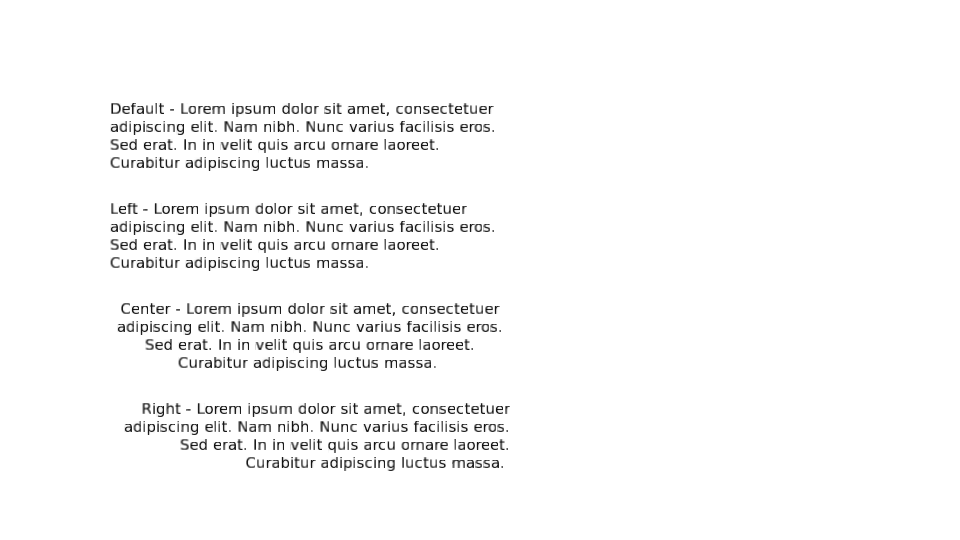 Default - Lorem ipsum dolor sit amet, consectetuer
adipiscing elit. Nam nibh. Nunc varius facilisis eros.
Sed erat. In in velit quis arcu ornare laoreet.
Curabitur adipiscing luctus massa.
Left - Lorem ipsum dolor sit amet, consectetuer
adipiscing elit. Nam nibh. Nunc varius facilisis eros.
Sed erat. In in velit quis arcu ornare laoreet.
Curabitur adipiscing luctus massa.
Center - Lorem ipsum dolor sit amet, consectetuer
adipiscing elit. Nam nibh. Nunc varius facilisis eros.
Sed erat. In in velit quis arcu ornare laoreet.
Curabitur adipiscing luctus massa.
Right - Lorem ipsum dolor sit amet, consectetuer
adipiscing elit. Nam nibh. Nunc varius facilisis eros.
Sed erat. In in velit quis arcu ornare laoreet.
Curabitur adipiscing luctus massa.